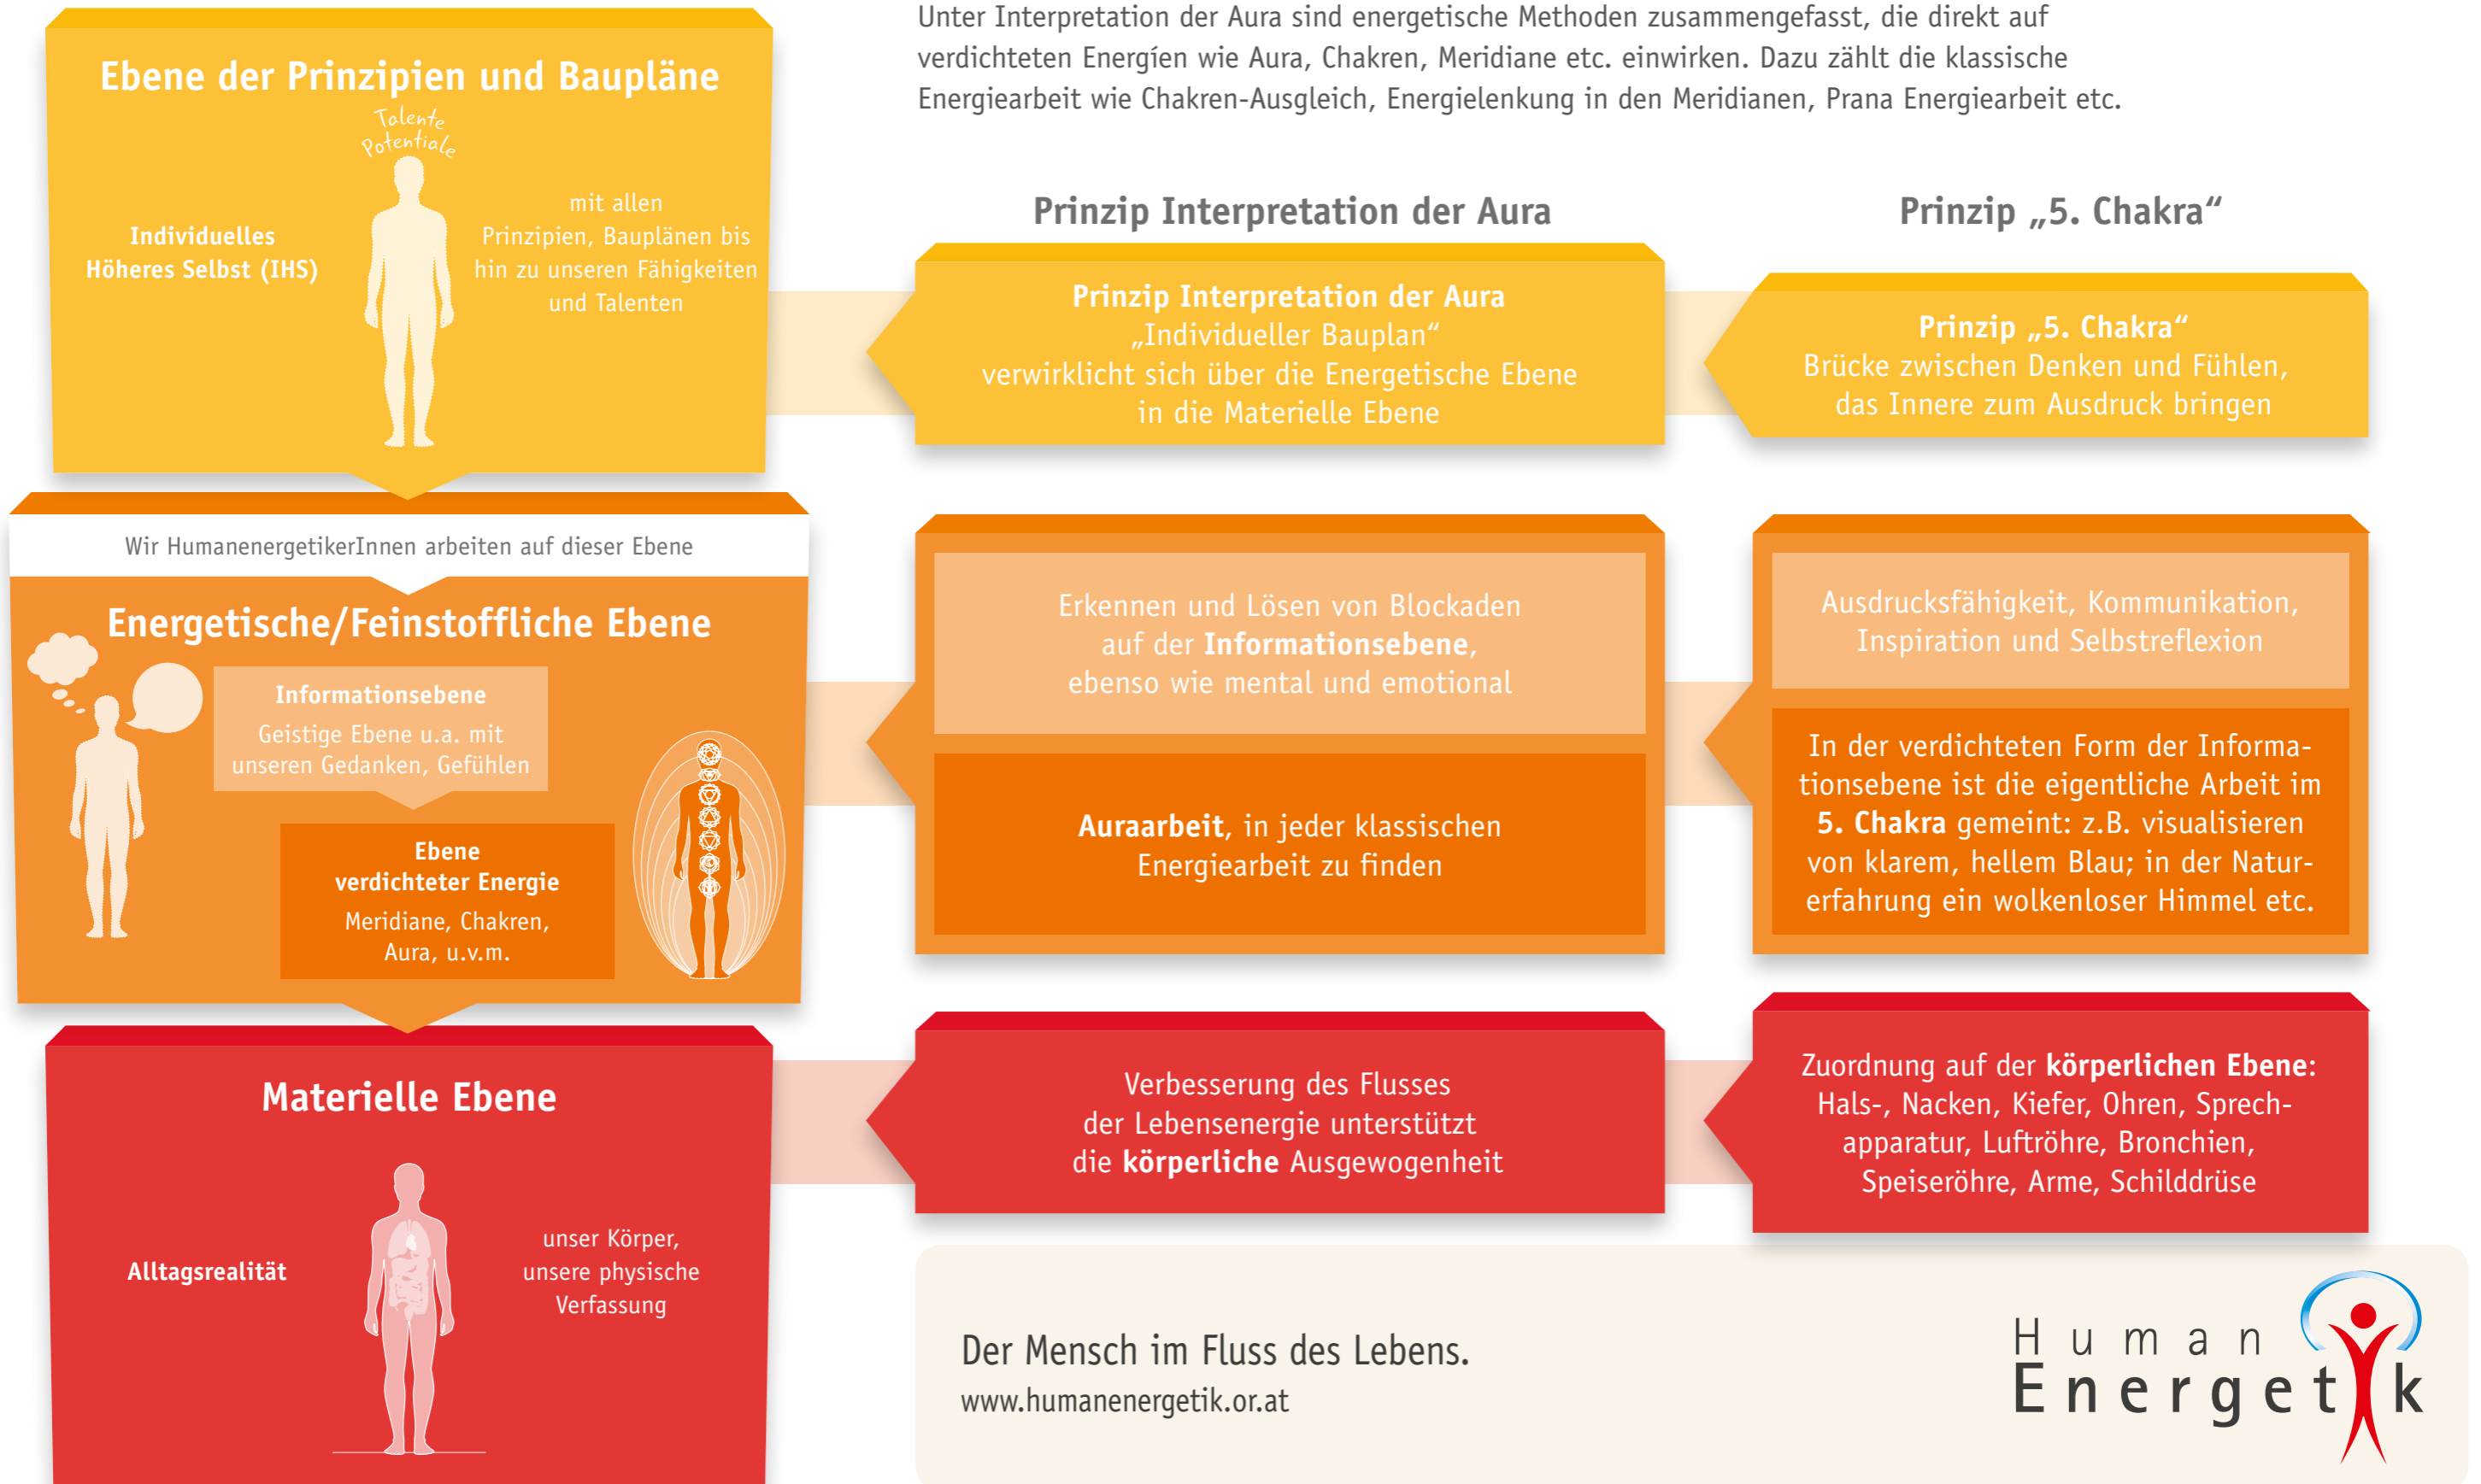 Unter Interpretation der Aura sind energetische Methoden zusammengefasst, die direkt auf
verdichteten Energíen wie Aura, Chakren, Meridiane etc. einwirken. Dazu zählt die klassische
Energiearbeit wie Chakren-Ausgleich, Energielenkung in den Meridianen, Prana Energiearbeit etc.
Ebene der Prinzipien und Baupläne
Talente
Potentiale
Individuelles
Höheres Selbst (IHS)
mit allen
Prinzipien, Bauplänen bis
hin zu unseren Fähigkeiten
und Talenten
Prinzip Interpretation der Aura
Prinzip Interpretation der Aura
„Individueller Bauplan“
verwirklicht sich über die Energetische Ebene
in die Materielle Ebene
Prinzip „5. Chakra“
Prinzip „5. Chakra“
Brücke zwischen Denken und Fühlen,
das Innere zum Ausdruck bringen
Wir HumanenergetikerInnen arbeiten auf dieser Ebene
Energetische/Feinstoffliche Ebene
Informationsebene
Geistige Ebene u.a. mit
unseren Gedanken, Gefühlen
Ebene
verdichteter Energie
Meridiane, Chakren,
Aura, u.v.m.
Erkennen und Lösen von Blockaden
auf der Informationsebene,
ebenso wie mental und emotional
Auraarbeit, in jeder klassischen
Energiearbeit zu finden
Ausdrucksfähigkeit, Kommunikation,
Inspiration und Selbstreflexion
In der verdichteten Form der Informa-
tionsebene ist die eigentliche Arbeit im
5. Chakra gemeint: z.B. visualisieren
von klarem, hellem Blau; in der Natur-
erfahrung ein wolkenloser Himmel etc.
Materielle Ebene
Alltagsrealität
unser Körper,
unsere physische
Verfassung
Verbesserung des Flusses
der Lebensenergie unterstützt
die körperliche Ausgewogenheit
Zuordnung auf der körperlichen Ebene:
Hals-, Nacken, Kiefer, Ohren, Sprech-
apparatur, Luftröhre, Bronchien,
Speiseröhre, Arme, Schilddrüse
Der Mensch im Fluss des Lebens.
www.humanenergetik.or.at
Human
Energetik